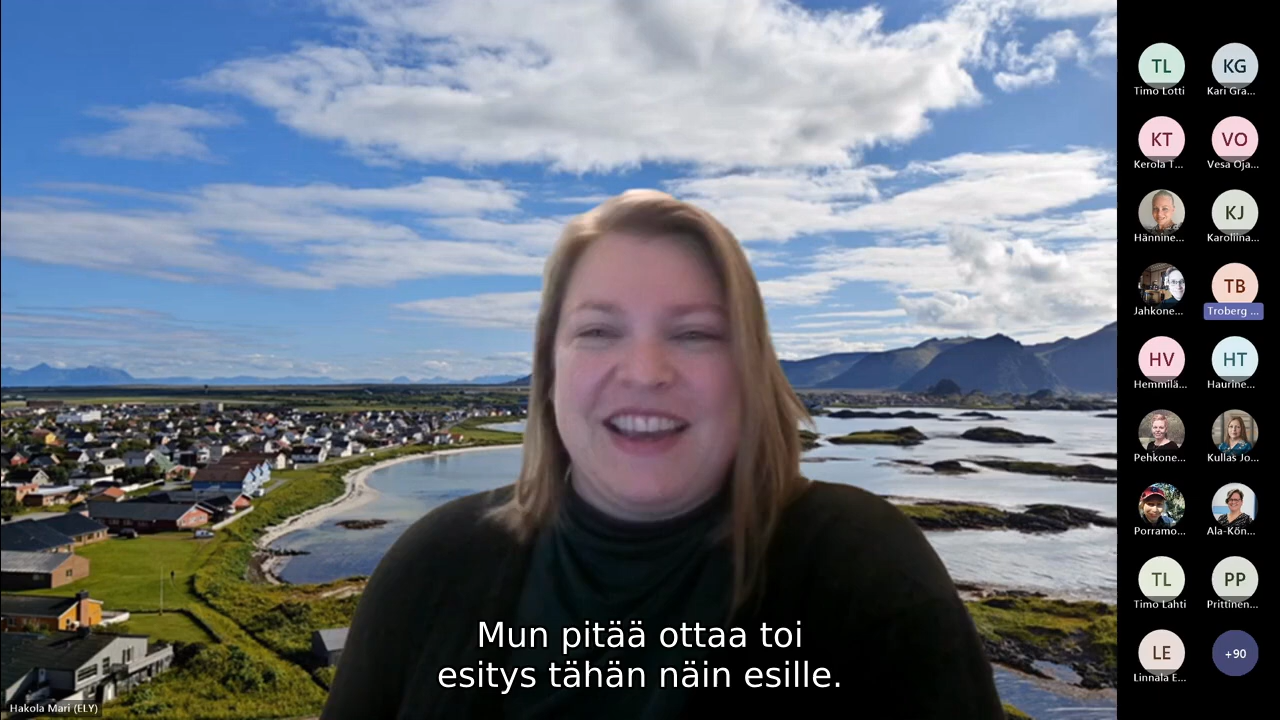 TL
KG
Timo Lotti
Kari Gra...
KT
VO
Kerola T...
Vesa Oja...
KJ
Hännine...
Karoliina...
TB
Jahkone...
Troberg ...
HV
HT
Hemmilä...
Haurine...
Pehkone...
Kullas Jo...
Porramo...
Ala-Kön...
TL
PP
Timo Lahti
Prittinen...
LE
+90
Linnala E...
Mun pitää ottaa toi
esitys tähän näin esille.
Hakola Mari (ELY)